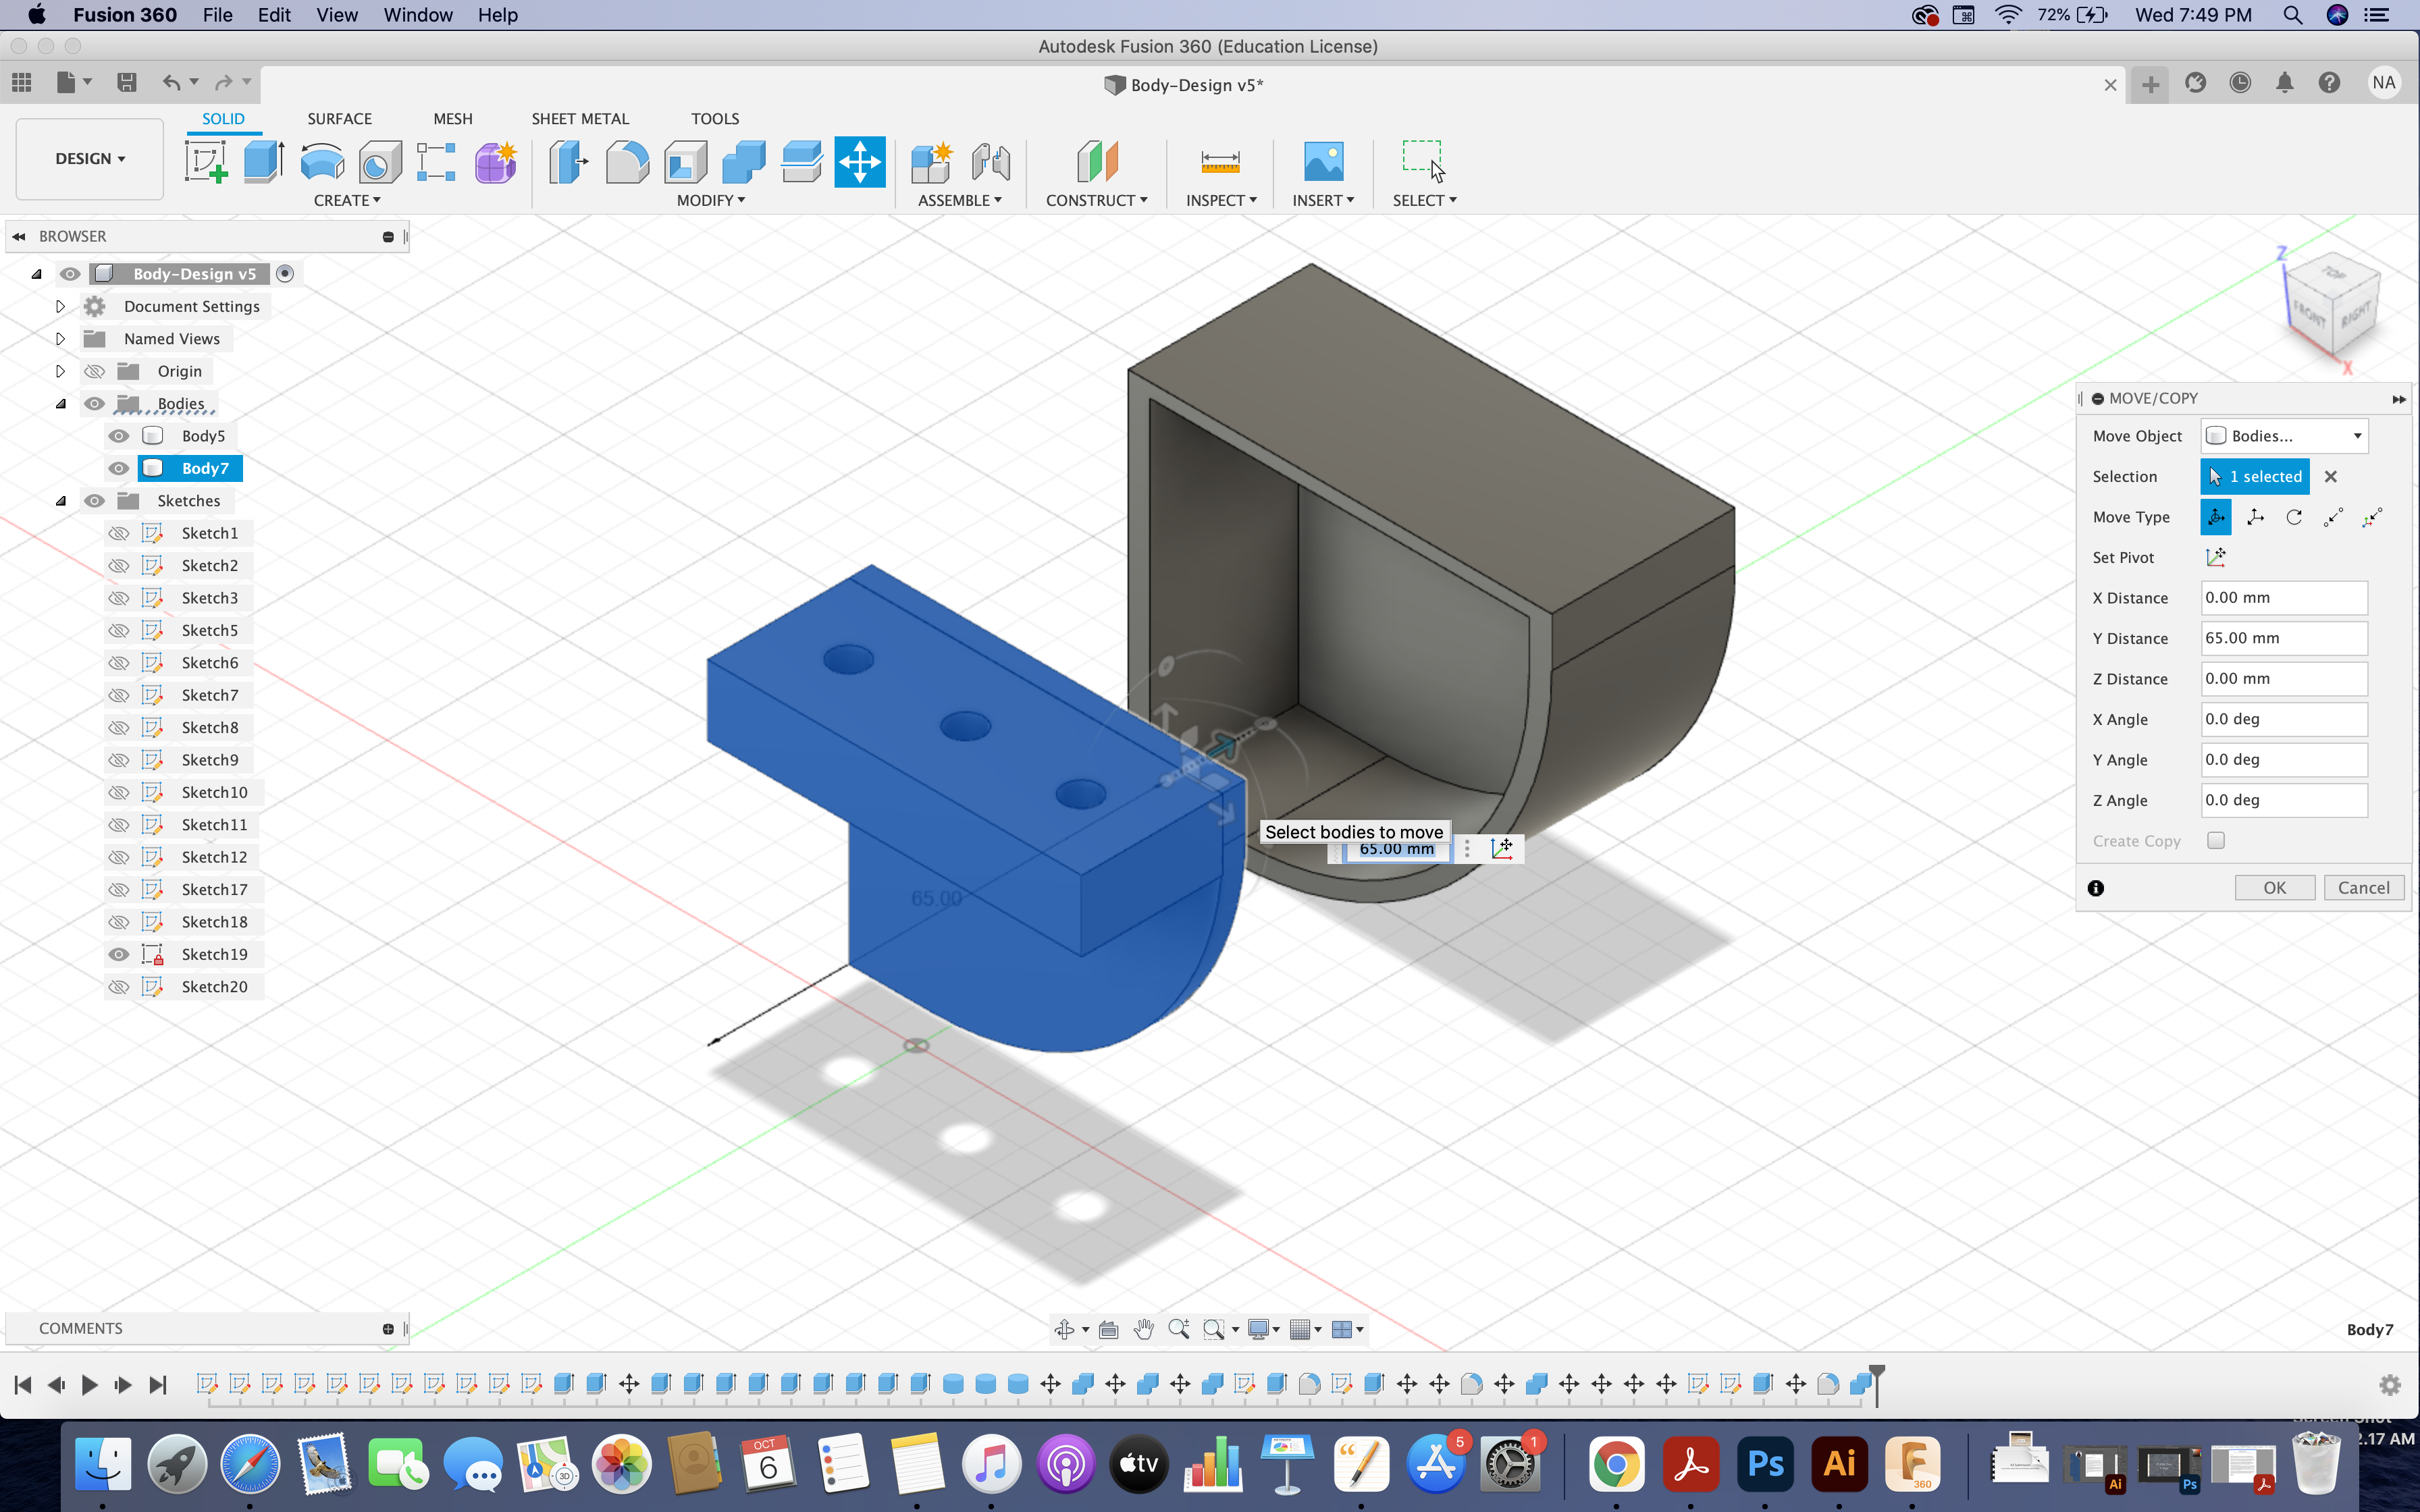 Fusion 360 File Edit View Window Help 72% Wed 7:49 PM
Autodesk Fusion 360 (Education License)
Body-Design v5* NA
SOLID SURFACE MESH SHEET METAL TOOLS
DESIGN
CREATE MODIFY ASSEMBLE CONSTRUCT INSPECT INSERT SELECT
BROWSER
Body-Design v5
Document Settings
Named Views
Origin
Bodies
Body5
Body7
Sketches
Sketch1
Sketch2
Sketch3
Sketch5
Sketch6
Sketch7
Sketch8
Sketch9
Sketch10
Sketch11
Sketch12
Sketch17
Sketch18
Sketch19
Sketch20
Z
TOP
FRONT RIGHT
X
MOVE/COPY
Move Object Bodies...
Selection 1 selected
Move Type
Set Pivot
X Distance 0.00 mm
Y Distance 65.00 mm
Z Distance 0.00 mm
X Angle 0.0 deg
Y Angle 0.0 deg
Z Angle 0.0 deg
Create Copy
OK Cancel
Select bodies to move
65.00 mm
65.00
COMMENTS
Body7
2.17 AM
OCT
6
3D
tv
5
1
Ps
Ai
F
360
Ai
Ps